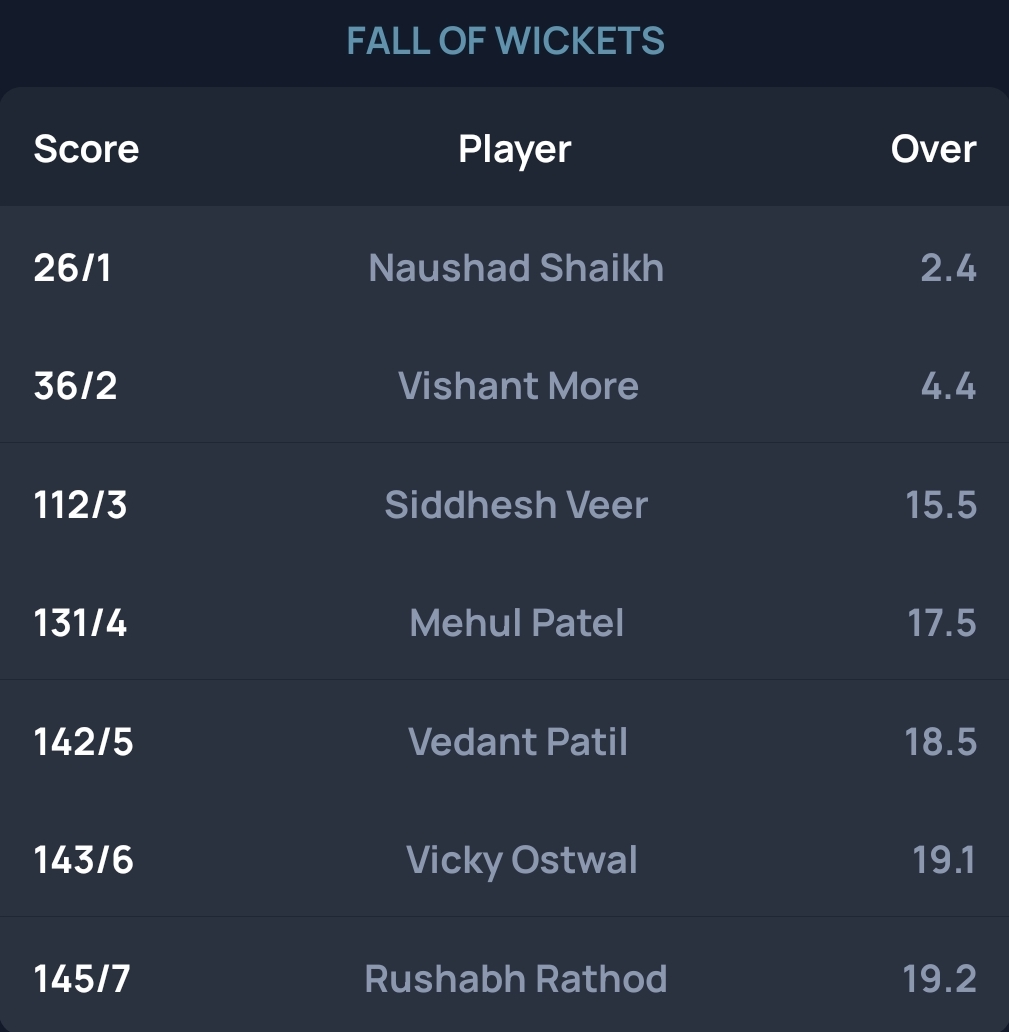 FALL OF WICKETS
Score Player Over
26/1 Naushad Shaikh 2.4
36/2 Vishant More 4.4
112/3 Siddhesh Veer 15.5
131/4 Mehul Patel 17.5
142/5 Vedant Patil 18.5
143/6 Vicky Ostwal 19.1
145/7 Rushabh Rathod 19.2